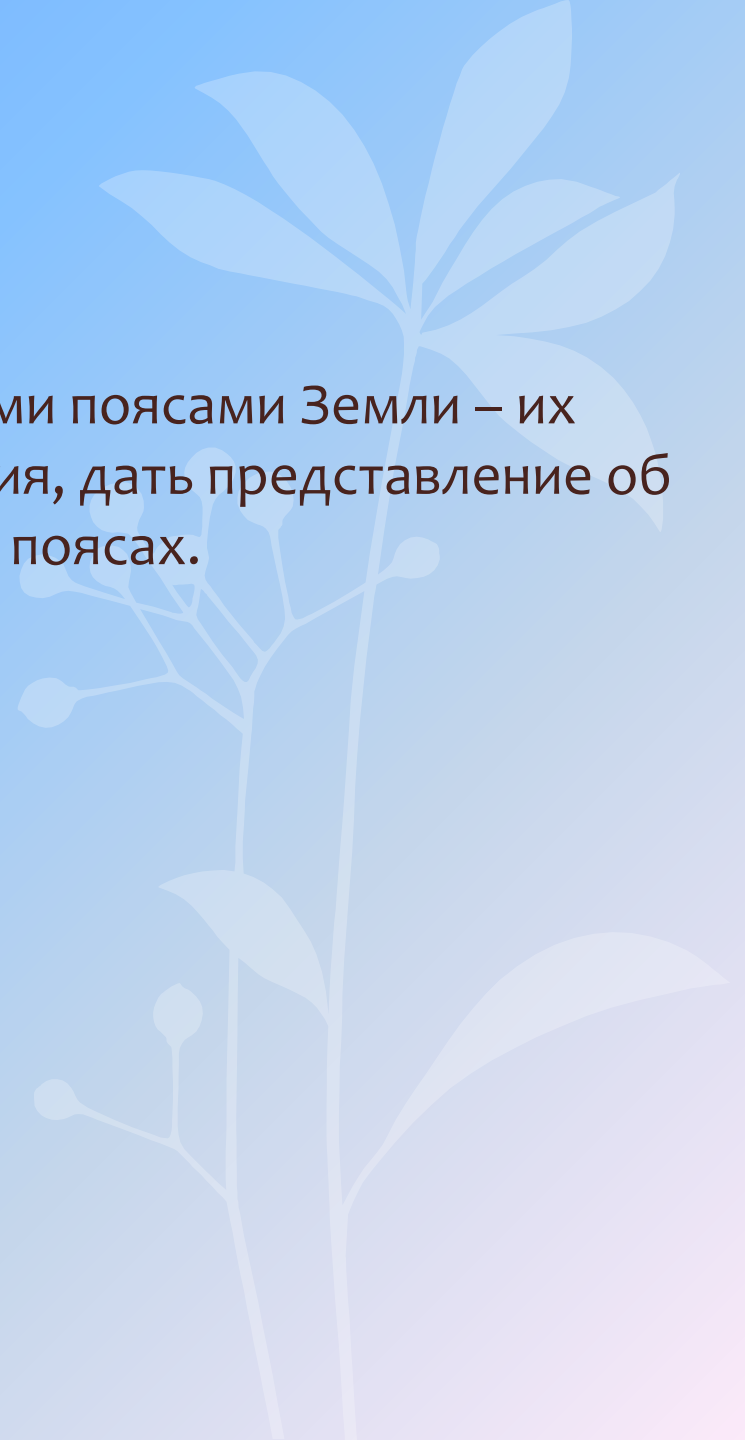 ми поясами Земли – их
ия, дать представление об
поясах.